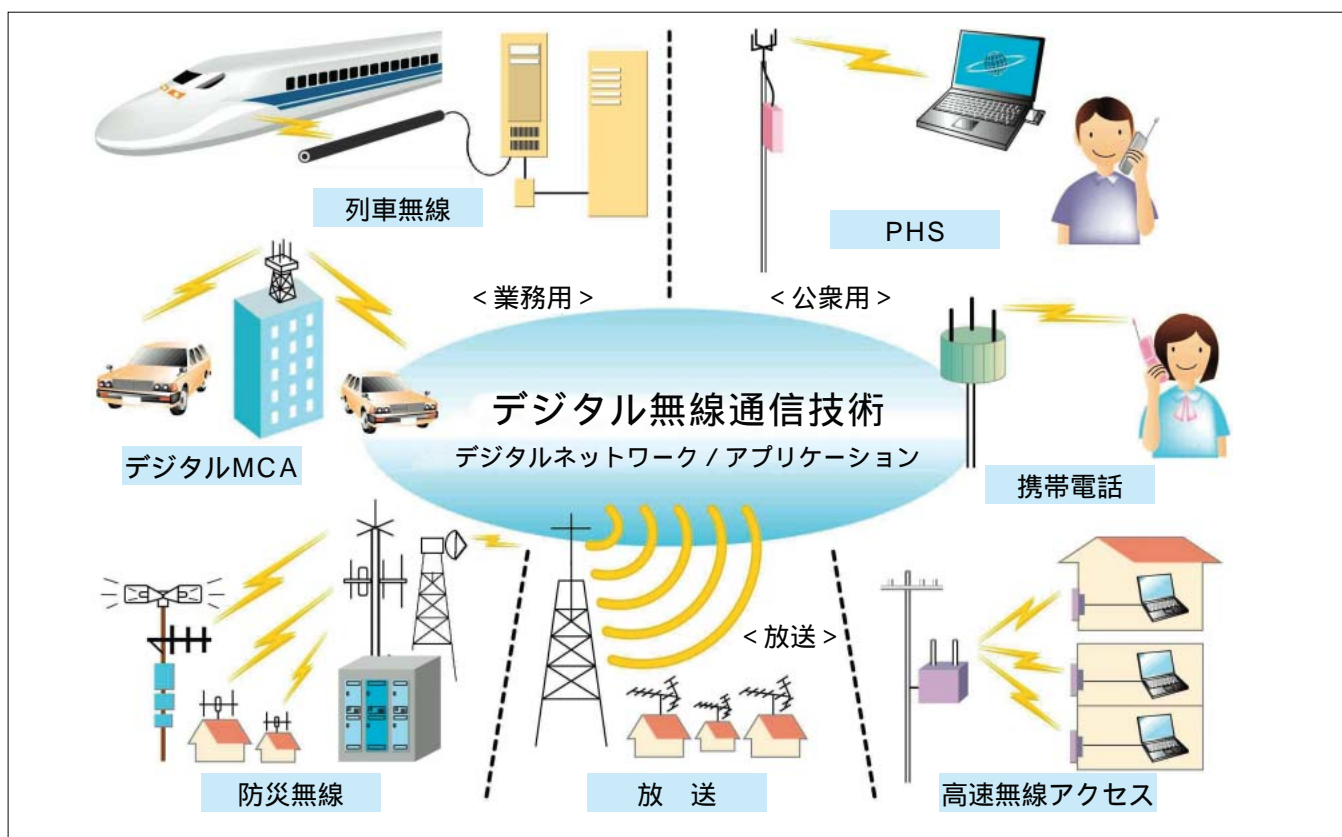 列車無線
PHS
<業務用>
<公衆用>
デジタル無線通信技術
デジタルネットワーク / アプリケーション
デジタルMCA
携帯電話
<放送>
防災無線
放 送
高速無線アクセス